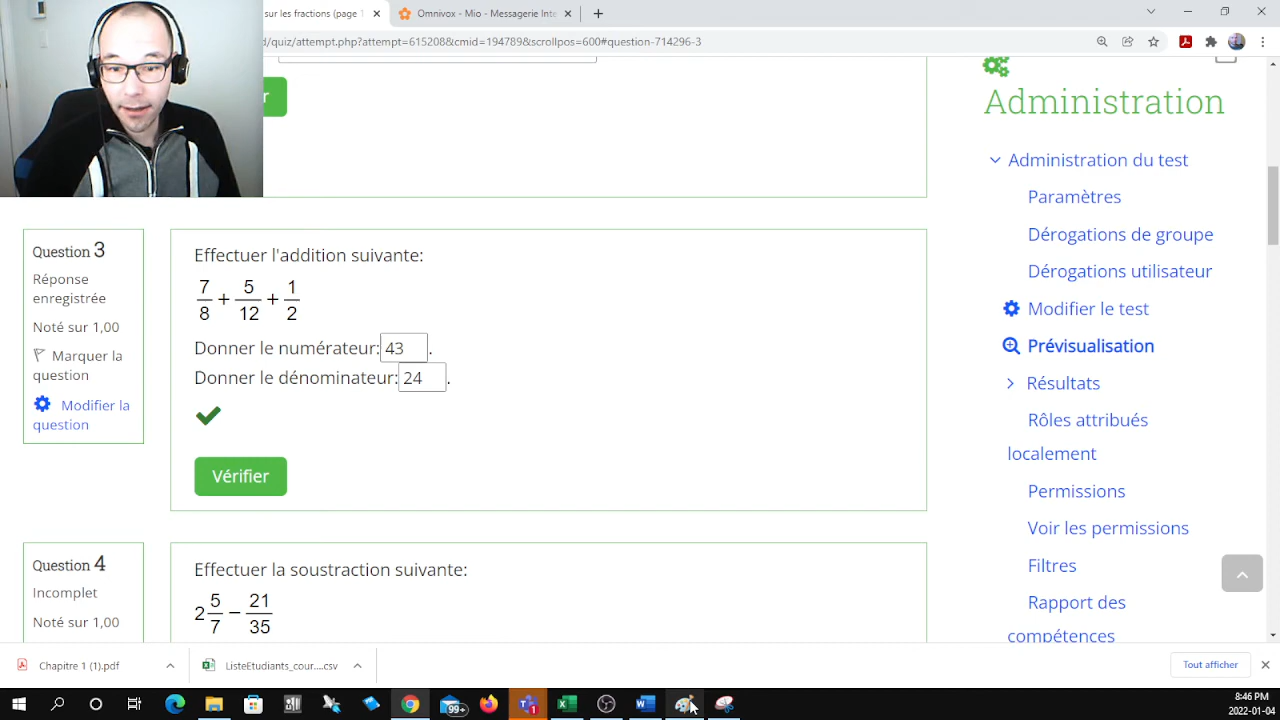 sur les fractions (page 1
Omnivox - Mio - Messagerie Inte
d/quiz/attempt.php?attempt=615208&cmid=194789&scrollpos=600#question-714296-3
r
Administration
Administration du test
Paramètres
Dérogations de groupe
Dérogations utilisateur
Modifier le test
Prévisualisation
Résultats
Rôles attribués
localement
Permissions
Voir les permissions
Filtres
Rapport des
compétences
Question 3
Réponse
enregistrée
Noté sur 1,00
Marquer la
question
Modifier la
question
Effectuer l'addition suivante:
7/8 + 5/12 + 1/2
Donner le numérateur: 43 .
Donner le dénominateur: 24 .
Vérifier
Question 4
Incomplet
Noté sur 1,00
Effectuer la soustraction suivante:
2 5/7 − 21/35
Chapitre 1 (1).pdf
ListeEtudiants_cour....csv
Tout afficher
99+
1
8:46 PM
2022-01-04